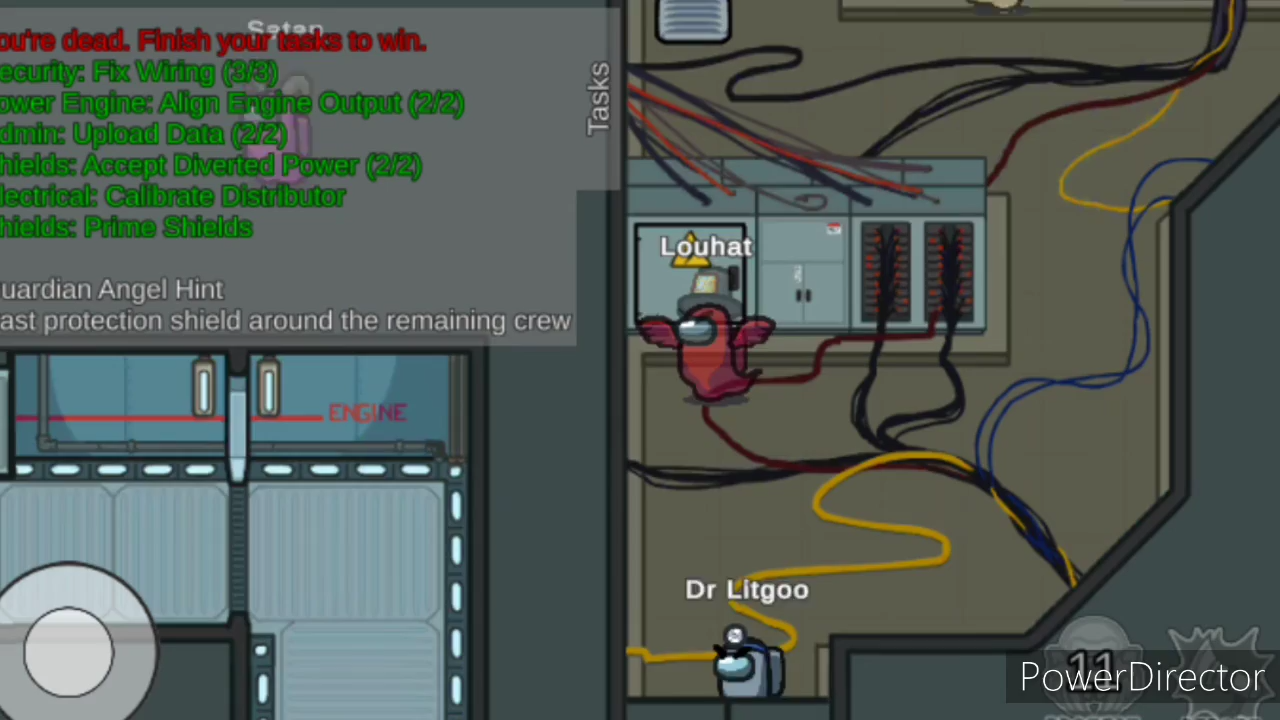 Satan
ou're dead. Finish your tasks to win.
ecurity: Fix Wiring (3/3)
ower Engine: Align Engine Output (2/2)
dmin: Upload Data (2/2)
hields: Accept Diverted Power (2/2)
lectrical: Calibrate Distributor
hields: Prime Shields
uardian Angel Hint
ast protection shield around the remaining crew
Tasks
Louhat
ENGINE
Dr Litgoo
11
PowerDirector